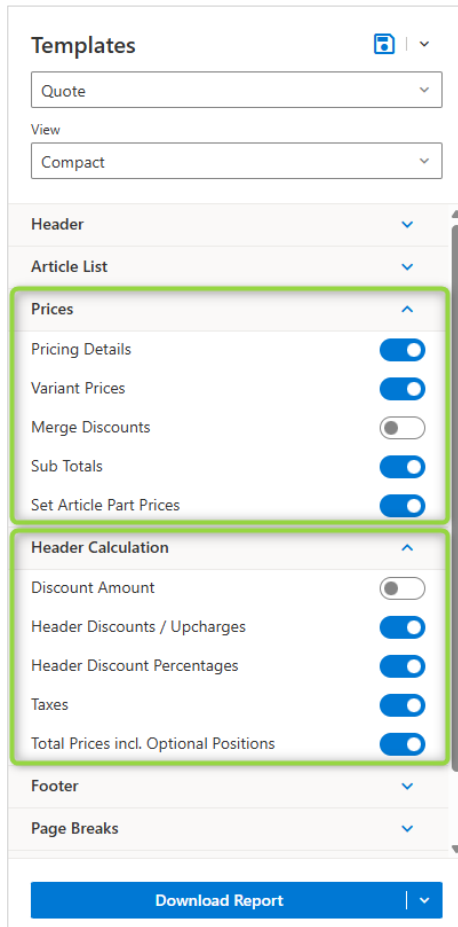 Templates
Quote
View
Compact
Header
Article List
Prices
Pricing Details
Variant Prices
Merge Discounts
Sub Totals
Set Article Part Prices
Header Calculation
Discount Amount
Header Discounts / Upcharges
Header Discount Percentages
Taxes
Total Prices incl. Optional Positions
Footer
Page Breaks
Download Report